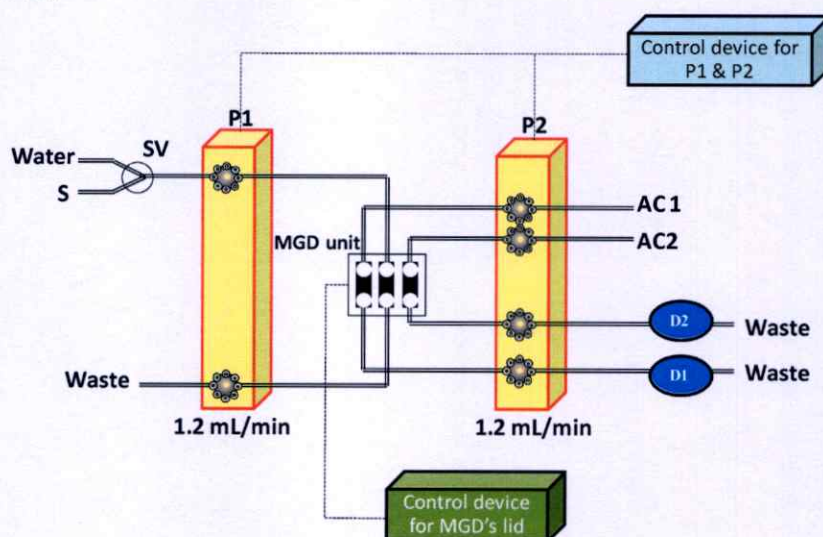 Control device for
P1 & P2
P1
P2
Water
SV
S
AC1
AC2
MGD unit
D2
Waste
D1
Waste
Waste
1.2 mL/min
1.2 mL/min
Control device
for MGD's lid